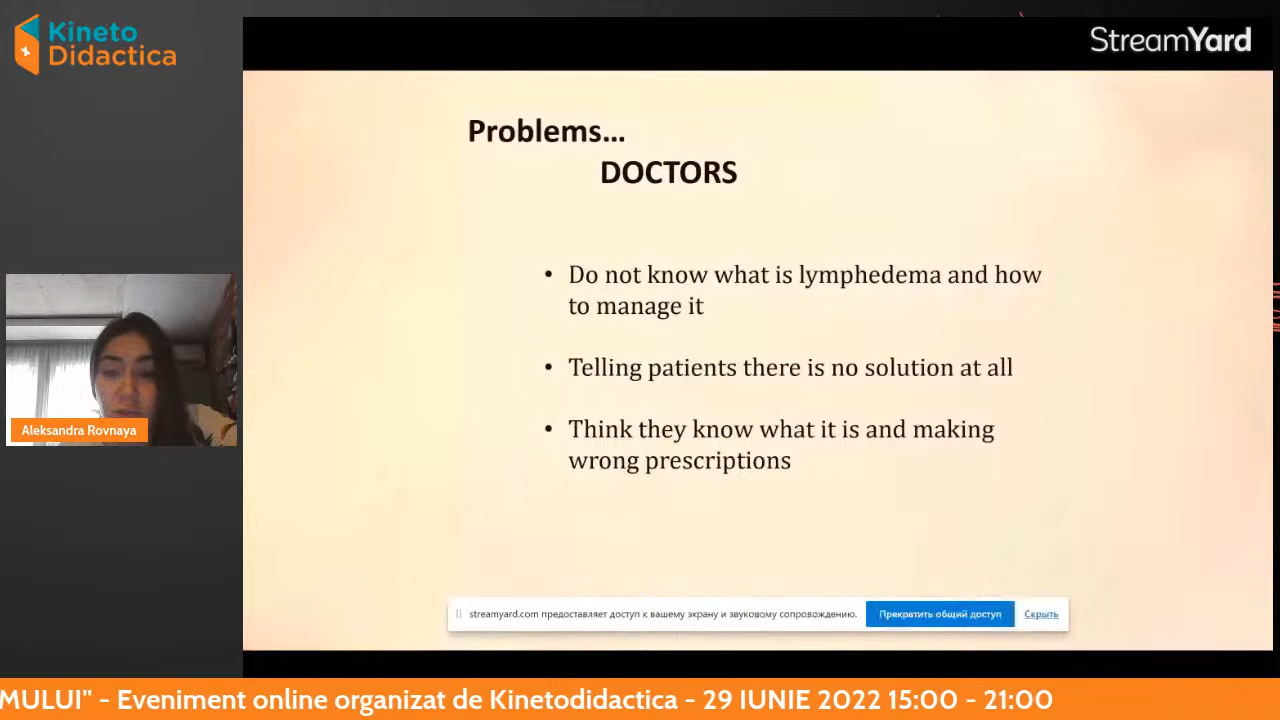 Kineto
Didactica
StreamYard
Problems...
DOCTORS
• Do not know what is lymphedema and how
to manage it
• Telling patients there is no solution at all
• Think they know what it is and making
wrong prescriptions
Aleksandra Rovnaya
streamyard.com предоставляет доступ к вашему экрану и звуковому сопровождению.
Прекратить общий доступ
Скрыть
MULUI" - Eveniment online organizat de Kinetodidactica - 29 IUNIE 2022 15:00 - 21:00